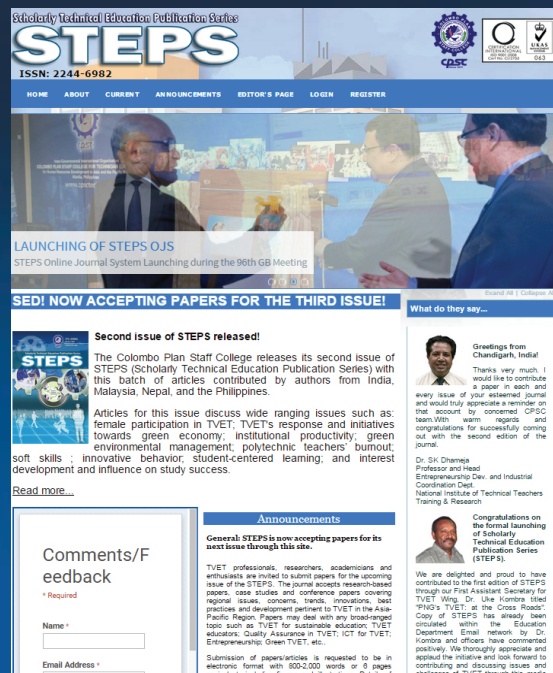 Scholarly Technical Education Publication Series
STEPS
ISSN: 2244-6982
CPSC
CERTIFICATION
INTERNATIONAL
UKAS
063
HOME ABOUT CURRENT ANNOUNCEMENTS EDITOR'S PAGE LOGIN REGISTER
LAUNCHING OF STEPS OJS
STEPS Online Journal System Launching during the 96th GB Meeting
Expand All | Collapse
SED! NOW ACCEPTING PAPERS FOR THE THIRD ISSUE!
STEPS
Second issue of STEPS released!
The Colombo Plan Staff College releases its second issue of
STEPS (Scholarly Technical Education Publication Series) with
this batch of articles contributed by authors from India,
Malaysia, Nepal, and the Philippines.
Articles for this issue discuss wide ranging issues such as:
female participation in TVET; TVET's response and initiatives
towards green economy; institutional productivity; green
environmental management; polytechnic teachers' burnout;
soft skills ; innovative behavior; student-centered learning; and interest
development and influence on study success.
Read more...
Comments/F
eedback
* Required
Name *
Email Address *
Announcements
General: STEPS is now accepting papers for its
next issue through this site.
TVET professionals, researchers, academicians and
enthusiasts are invited to submit papers for the upcoming
issue of the STEPS. The journal accepts research-based
papers, case studies and conference papers covering
regional issues, concerns, trends, innovations, best
practices and development pertinent to TVET in the Asia-
Pacific Region. Papers may deal with any broad-ranged
topic such as TVET for sustainable education; TVET
educators; Quality Assurance in TVET; ICT for TVET;
Entrepreneurship; Green TVET, etc..
Submission of papers/articles is requested to be in
electronic format with 800-2,000 words or 6 pages
What do they say...
Greetings from
Chandigarh, India!
Thanks very much. I
would like to contribute
a paper in each and
every issue of your esteemed journal
and would truly appreciate a reminder on
that account by concerned CPSC
team.With warm regards and
congratulations for successfully coming
out with the second edition of the
journal.
Dr. SK Dhameja
Professor and Head
Entrepreneurship Dev. and Industrial
Coordination Dept.
National Institute of Technical Teachers
Training & Research
Congratulations on
the formal launching
of Scholarly
Technical Education
Publication Series
(STEPS).
We are delighted and proud to have
contributed to the first edition of STEPS
through our First Assistant Secretary for
TVET Wing, Dr. Uke Kombra titled
"PNG's TVET: at the Cross Roads".
Copy of STEPS has already been
circulated within the Education
Department Email network by Dr.
Kombra and officers have commented
positively. We thoroughly appreciate and
applaud the initiative and look forward to
contributing and discussing issues and